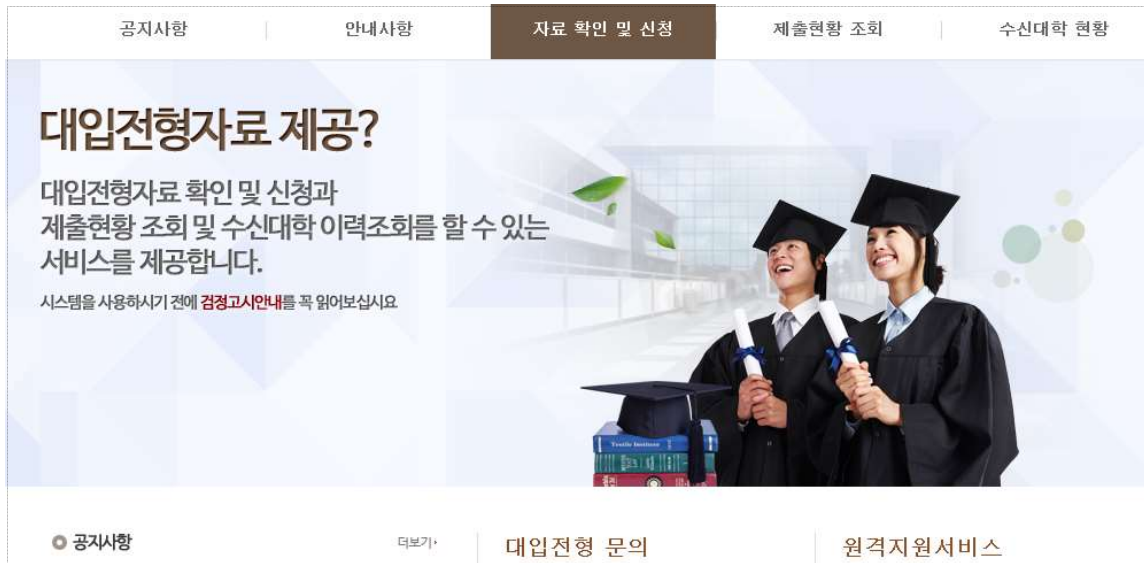 공지사항
안내사항
자료 확인 및 신청
제출현황 조회
수신대학 현황
대입전형자료 제공?
대입전형자료 확인 및 신청과
제출현황 조회 및 수신대학 이력조회를 할 수 있는
서비스를 제공합니다.
시스템을 사용하시기 전에 검정고시안내를 꼭 읽어보십시요
공지사항
더보기
대입전형 문의
원격지원서비스